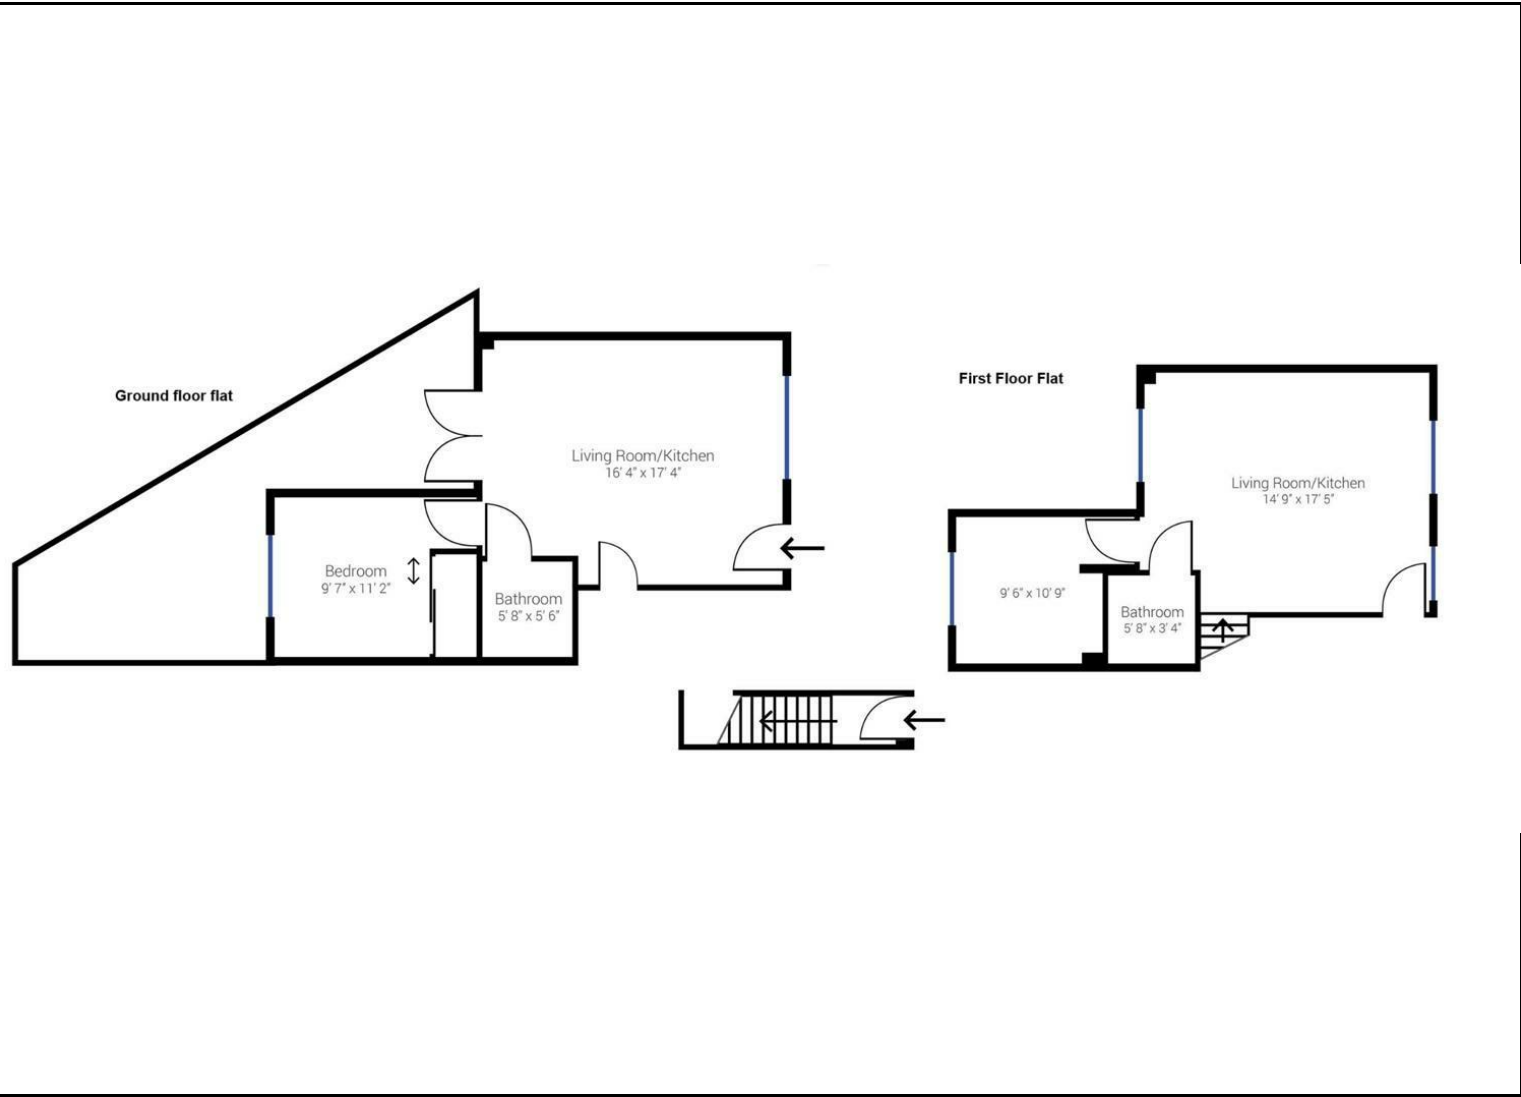 Ground floor flat
Living Room/Kitchen
16' 4" x 17' 4"
Bedroom
9' 7" x 11' 2"
Bathroom
5' 8" x 5' 6"
First Floor Flat
Living Room/Kitchen
14' 9" x 17' 5"
9' 6" x 10' 9"
Bathroom
5' 8" x 3' 4"